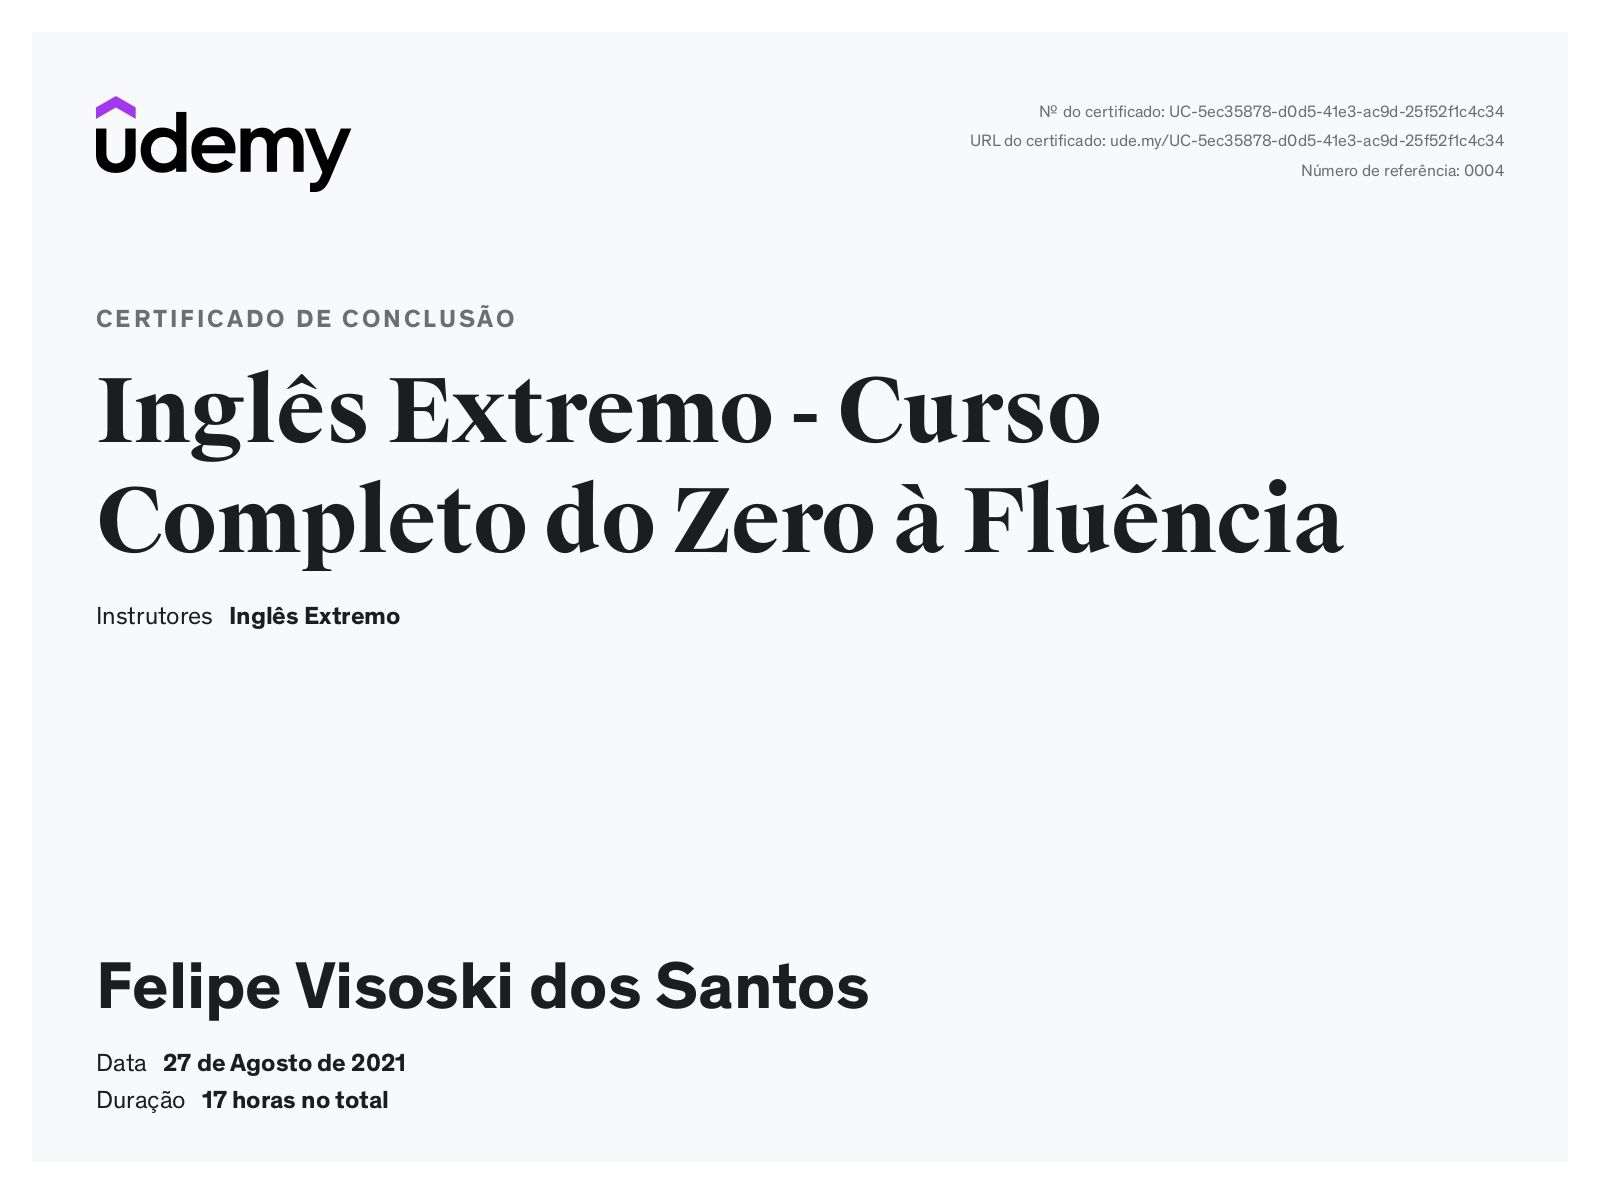 udemy
Nº do certificado: UC-5ec35878-d0d5-41e3-ac9d-25f52f1c4c34
URL do certificado: ude.my/UC-5ec35878-d0d5-41e3-ac9d-25f52f1c4c34
Número de referência: 0004
CERTIFICADO DE CONCLUSÃO
Inglês Extremo - Curso
Completo do Zero à Fluência
Instrutores Inglês Extremo
Felipe Visoski dos Santos
Data 27 de Agosto de 2021
Duração 17 horas no total